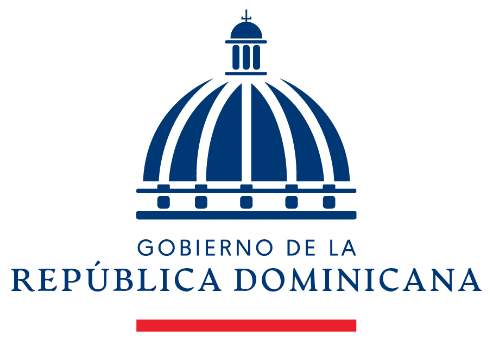 GOBIERNO DE LA
REPÚBLICA DOMINICANA